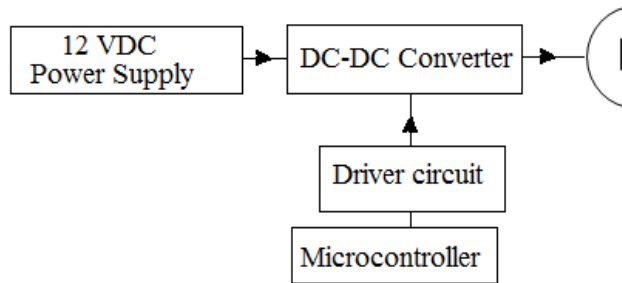 12 VDC
Power Supply
DC-DC Converter
Driver circuit
Microcontroller